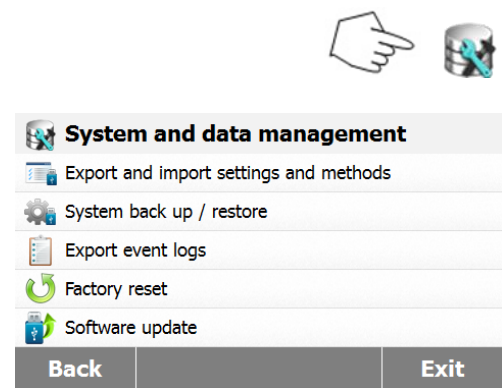 System and data management
Export and import settings and methods
System back up / restore
Export event logs
Factory reset
Software update
Back
Exit